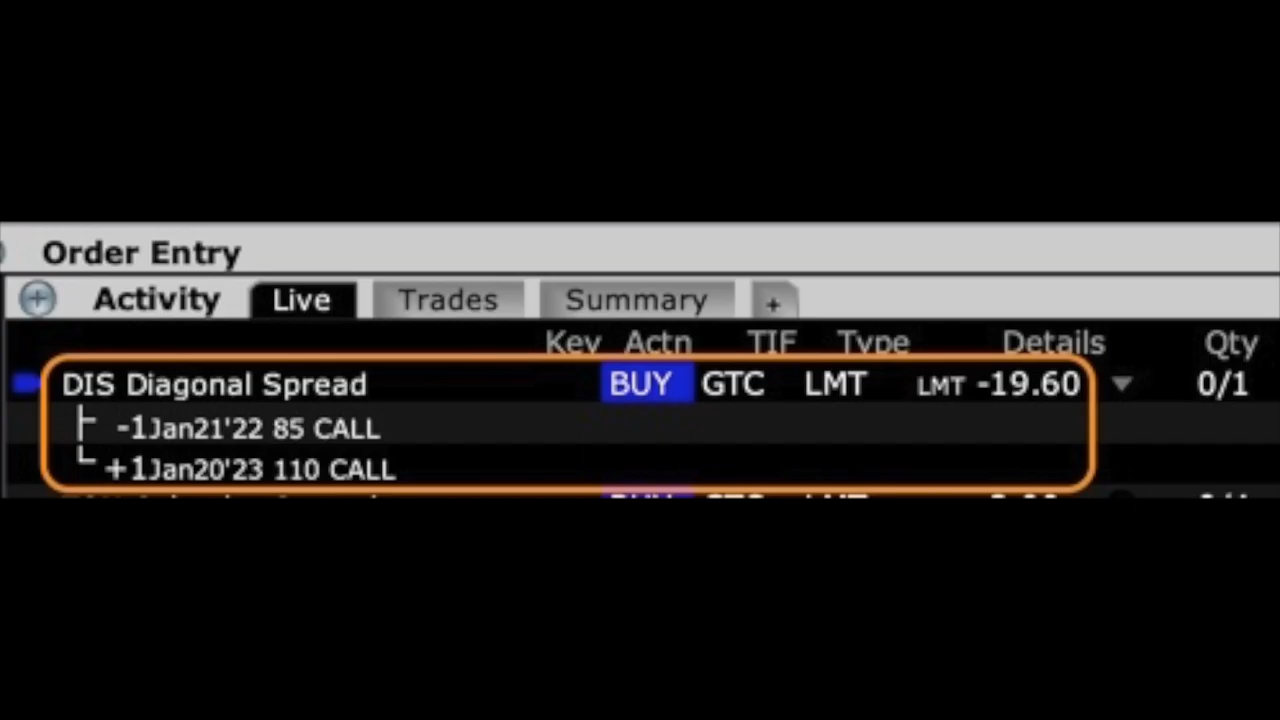 Order Entry
Activity Live Trades Summary +
Key Actn TIF Type Details Qty
DIS Diagonal Spread BUY GTC LMT LMT -19.60 0/1
-1Jan21'22 85 CALL
+1Jan20'23 110 CALL